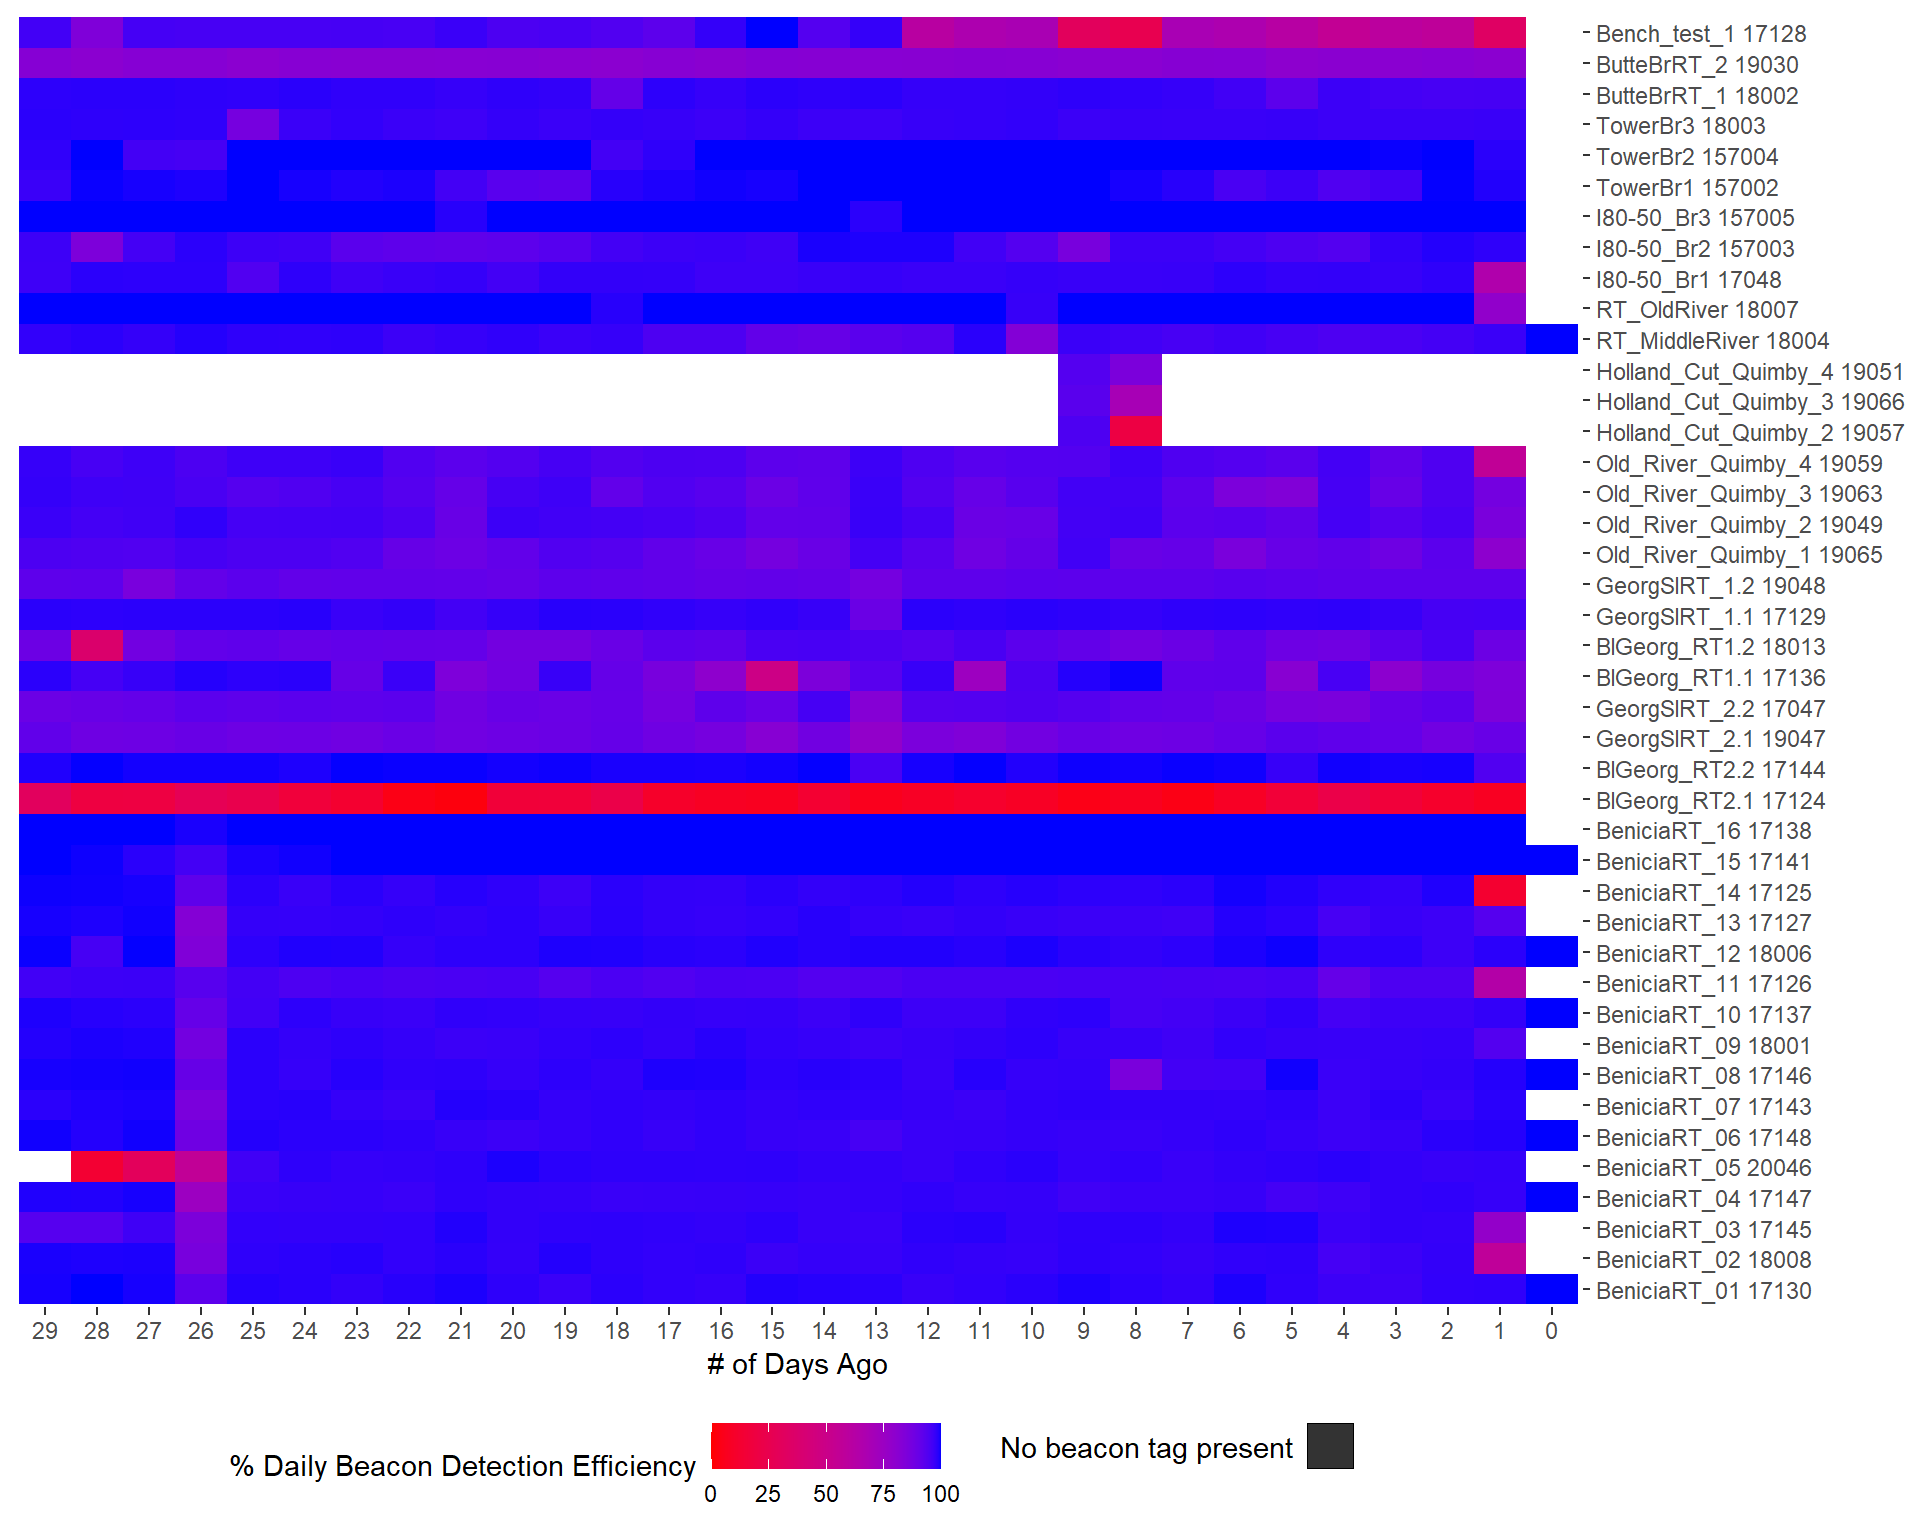 Bench_test_1 17128
ButteBrRT_2 19030
ButteBrRT_1 18002
TowerBr3 18003
TowerBr2 157004
TowerBr1 157002
I80-50_Br3 157005
I80-50_Br2 157003
I80-50_Br1 17048
RT_OldRiver 18007
RT_MiddleRiver 18004
Holland_Cut_Quimby_4 19051
Holland_Cut_Quimby_3 19066
Holland_Cut_Quimby_2 19057
Old_River_Quimby_4 19059
Old_River_Quimby_3 19063
Old_River_Quimby_2 19049
Old_River_Quimby_1 19065
GeorgSlRT_1.2 19048
GeorgSlRT_1.1 17129
BlGeorg_RT1.2 18013
BlGeorg_RT1.1 17136
GeorgSlRT_2.2 17047
GeorgSlRT_2.1 19047
BlGeorg_RT2.2 17144
BlGeorg_RT2.1 17124
BeniciaRT_16 17138
BeniciaRT_15 17141
BeniciaRT_14 17125
BeniciaRT_13 17127
BeniciaRT_12 18006
BeniciaRT_11 17126
BeniciaRT_10 17137
BeniciaRT_09 18001
BeniciaRT_08 17146
BeniciaRT_07 17143
BeniciaRT_06 17148
BeniciaRT_05 20046
BeniciaRT_04 17147
BeniciaRT_03 17145
BeniciaRT_02 18008
BeniciaRT_01 17130
29 28 27 26 25 24 23 22 21 20 19 18 17 16 15 14 13 12 11 10 9 8 7 6 5 4 3 2 1 0
# of Days Ago
% Daily Beacon Detection Efficiency
0 25 50 75 100
No beacon tag present